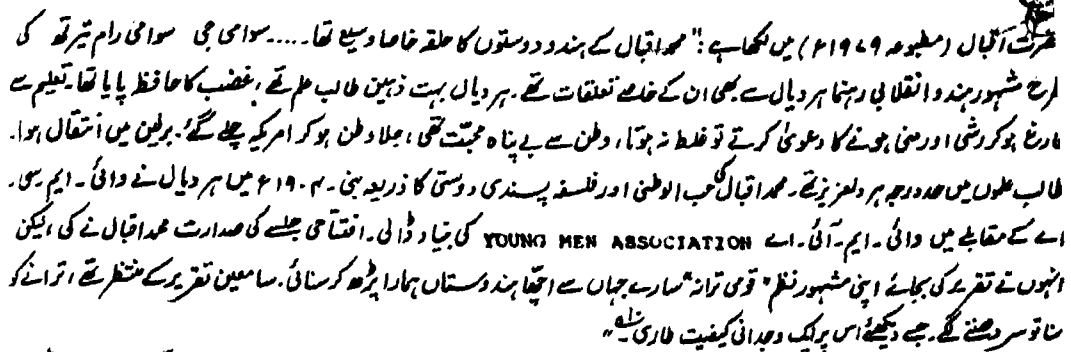 حضرت اقبال (مطبوعہ ۱۹۷۹ء) میں لکھا ہے: "محمد اقبال کے ہندو دوستوں کا حلقہ خاصا وسیع تھا۔....سوامی جی سوامی رام تیرتھ کی
طرح مشہور ہندو انقلابی رہنما ہر دیال سے بھی ان کے خاصے تعلقات تھے۔ ہر دیال بہت ذہین طالب علم تھے، غضب کا حافظہ پایا تھا۔ تعلیم سے
فارغ ہو کر رشی اور منی ہونے کا دعویٰ کرتے تو غلط نہ ہوتا، وطن سے بے پناہ محبت تھی، جلا وطن ہو کر امریکہ چلے گئے۔ برلین میں انتقال ہوا۔
طالب علموں میں حد درجہ ہر دلعزیز تھے۔ محمد اقبال کی حب الوطنی اور فلسفہ پسندی دوستی کا ذریعہ بنی۔ ۱۹۰۴ء میں ہر دیال نے وائی۔ ایم۔ سی۔
اے کے مقابلے میں وائی۔ ایم۔ آئی۔ اے YOUNG MEN ASSOCIATION کی بنیاد ڈالی۔ افتتاحی جلسے کی صدارت محمد اقبال نے کی، لیکن
انہوں نے تقریر کی بجائے اپنی مشہور نظم "قومی ترانہ" سارے جہاں سے اچھا ہندوستاں ہمارا پڑھ کر سنائی۔ سامعین تقریر کے منتظر تھے، ترانے کو
سنا تو سر دھننے لگے۔ جسے دیکھئے اس پر ایک وجدانی کیفیت طاری